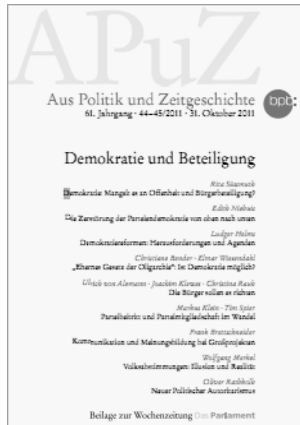 APuZ
Aus Politik und Zeitgeschichte
bpb:
61. Jahrgang · 44–45/2011 · 31. Oktober 2011
Demokratie und Beteiligung
Rita Süssmuth
Demokratie: Mangelt es an Offenheit und Bürgerbeteiligung?
Edith Niehuis
Die Zerstörung der Parteiendemokratie von oben nach unten
Ludger Helms
Demokratiereformen: Herausforderungen und Agenden
Christiane Bender · Elmar Wiesendahl
„Ehernes Gesetz der Oligarchie“: Ist Demokratie möglich?
Ulrich von Alemann · Joachim Klewes · Christina Rauh
Die Bürger sollen es richten
Markus Klein · Tim Spier
Parteibeitritt und Parteimitgliedschaft im Wandel
Frank Brettschneider
Kommunikation und Meinungsbildung bei Großprojekten
Wolfgang Merkel
Volksabstimmungen: Illusion und Realität
Oliver Rathkolb
Neuer Politischer Autoritarismus
Beilage zur Wochenzeitung Das Parlament